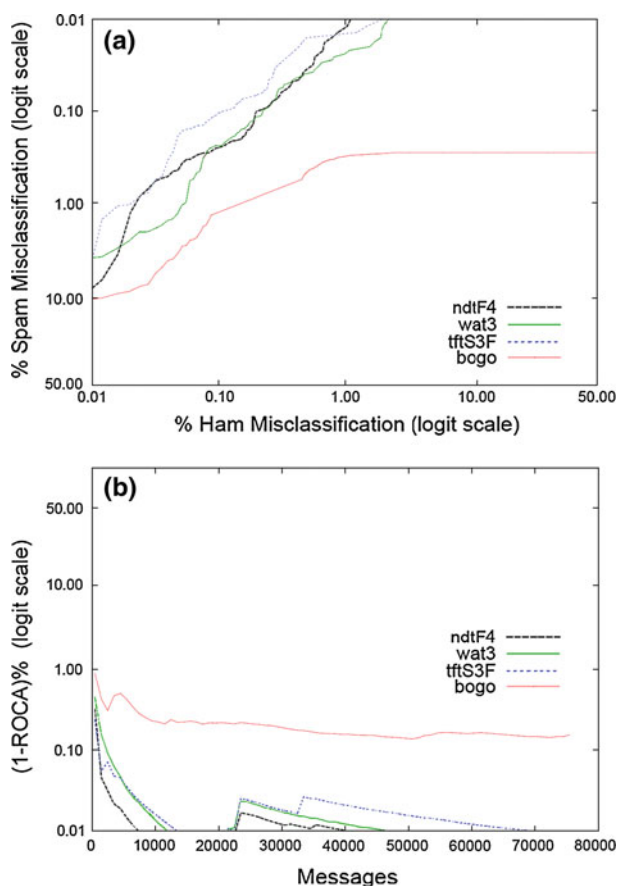 (a)
% Spam Misclassification (logit scale)
0.01
0.10
1.00
10.00
50.00
ndtF4
wat3
tftS3F
bogo
0.01 0.10 1.00 10.00 50.00
% Ham Misclassification (logit scale)
(b)
(1-ROCA)% (logit scale)
50.00
10.00
1.00
0.10
0.01
ndtF4
wat3
tftS3F
bogo
0 10000 20000 30000 40000 50000 60000 70000 80000
Messages